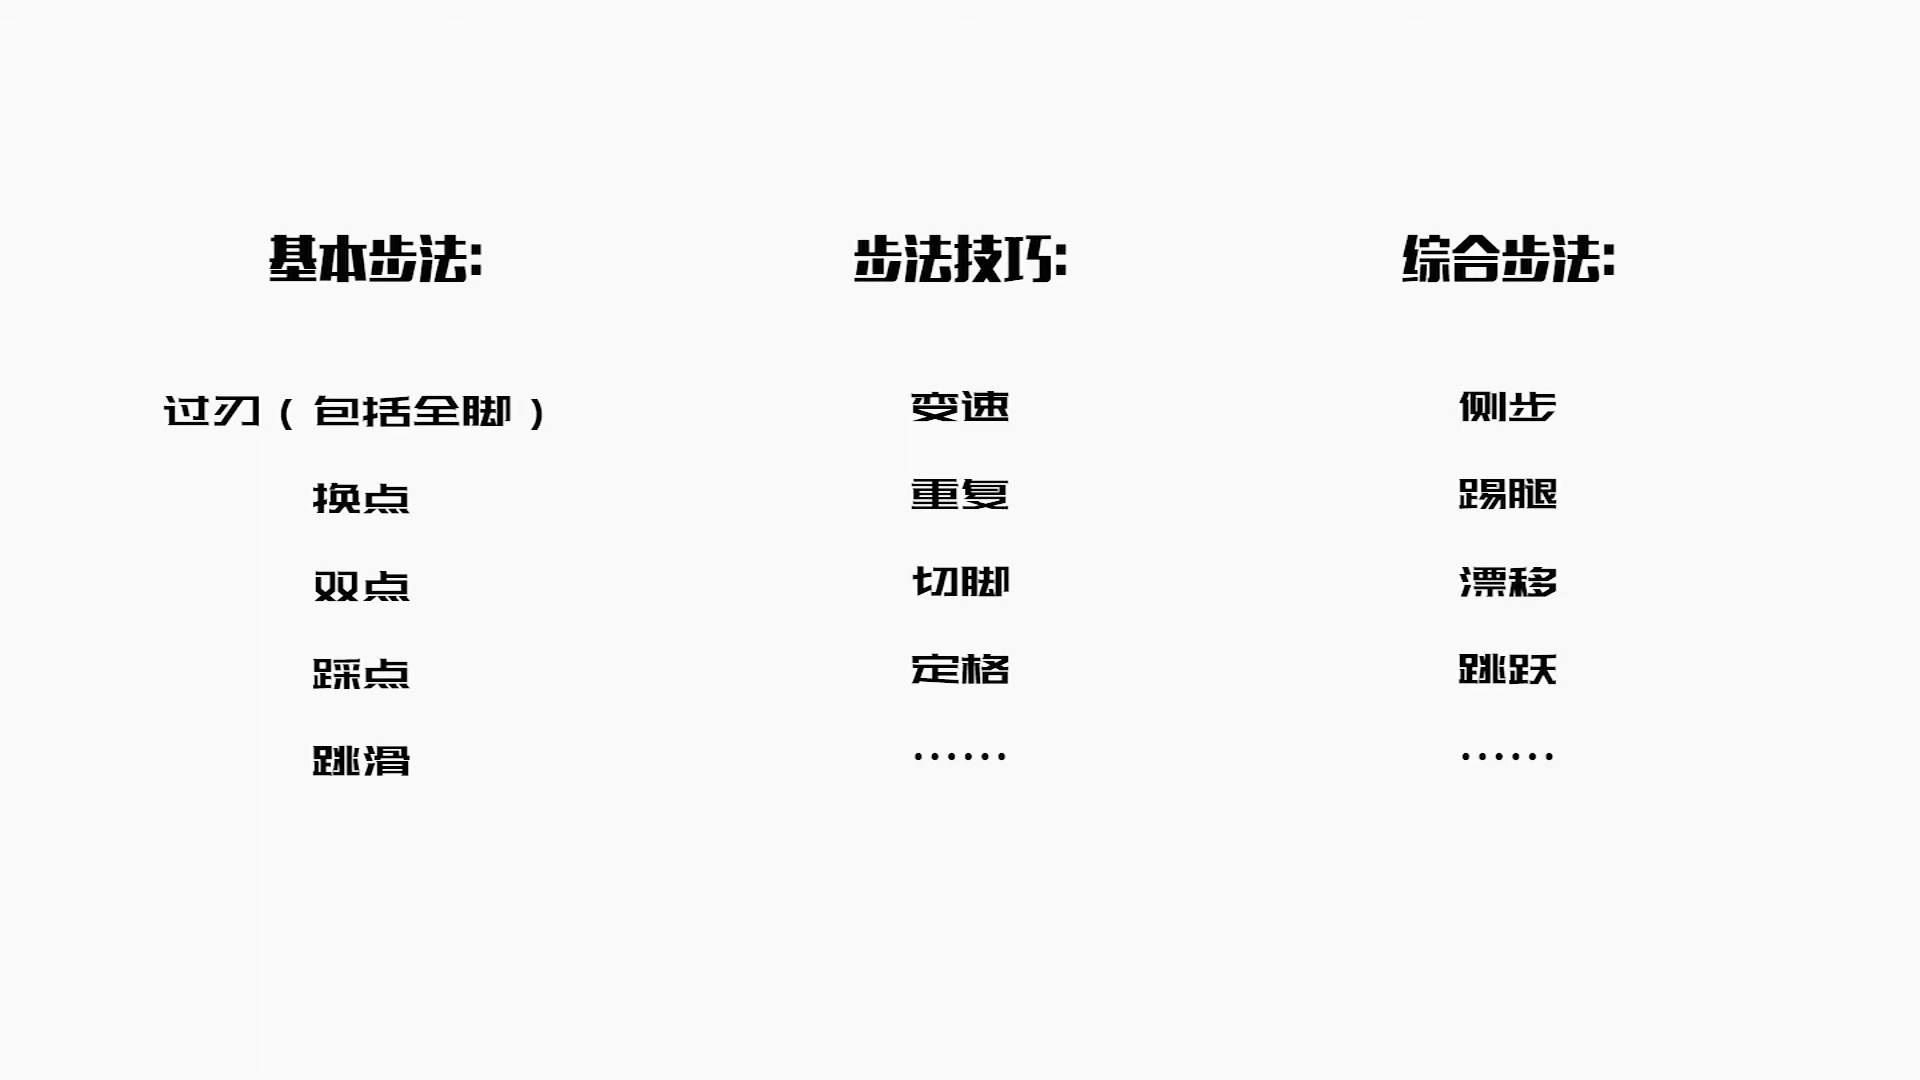 基本步法:
过刃（包括全脚）
换点
双点
踩点
跳滑
步法技巧:
变速
重复
切脚
定格
……
综合步法:
侧步
踢腿
漂移
跳跃
……